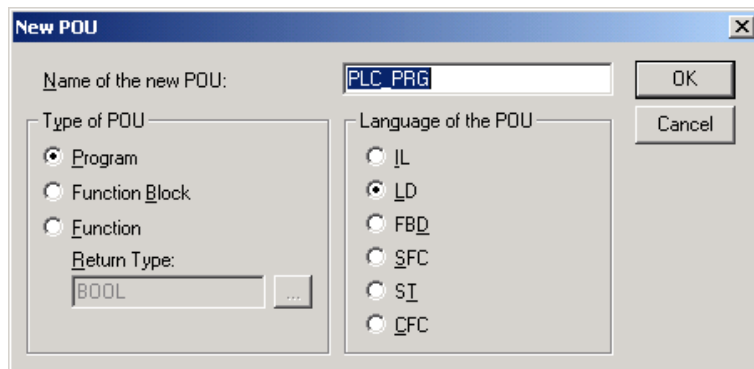 New POU
Name of the new POU:
PLC_PRG
OK
Cancel
Type of POU
Program
Function Block
Function
Return Type:
BOOL
...
Language of the POU
IL
LD
FBD
SFC
ST
CFC